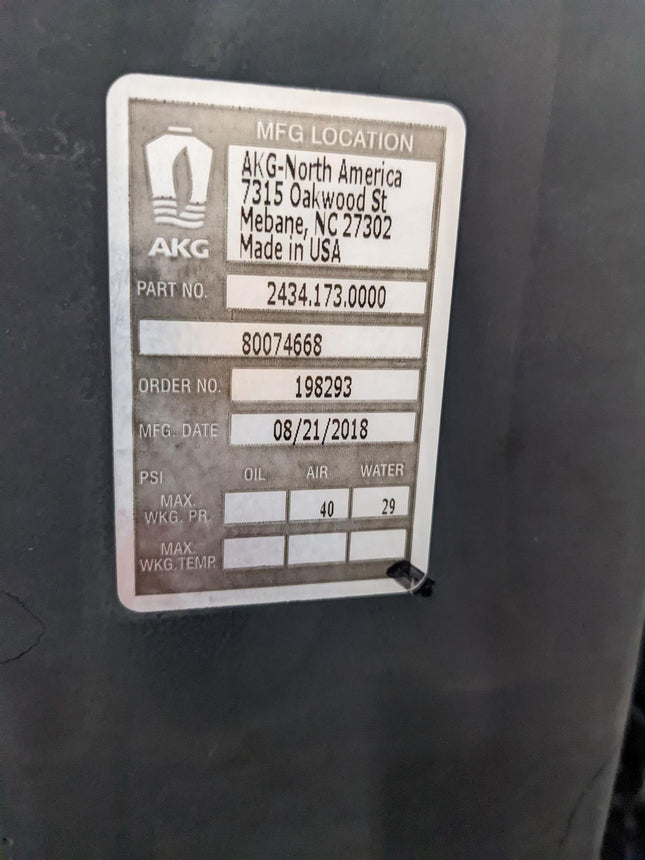 MFG LOCATION
AKG-North America
7315 Oakwood St
Mebane, NC 27302
Made in USA
AKG
PART NO. 2434.173.0000
80074668
ORDER NO. 198293
MFG. DATE 08/21/2018
PSI OIL AIR WATER
MAX.
WKG. PR. 40 29
MAX.
WKG.TEMP.